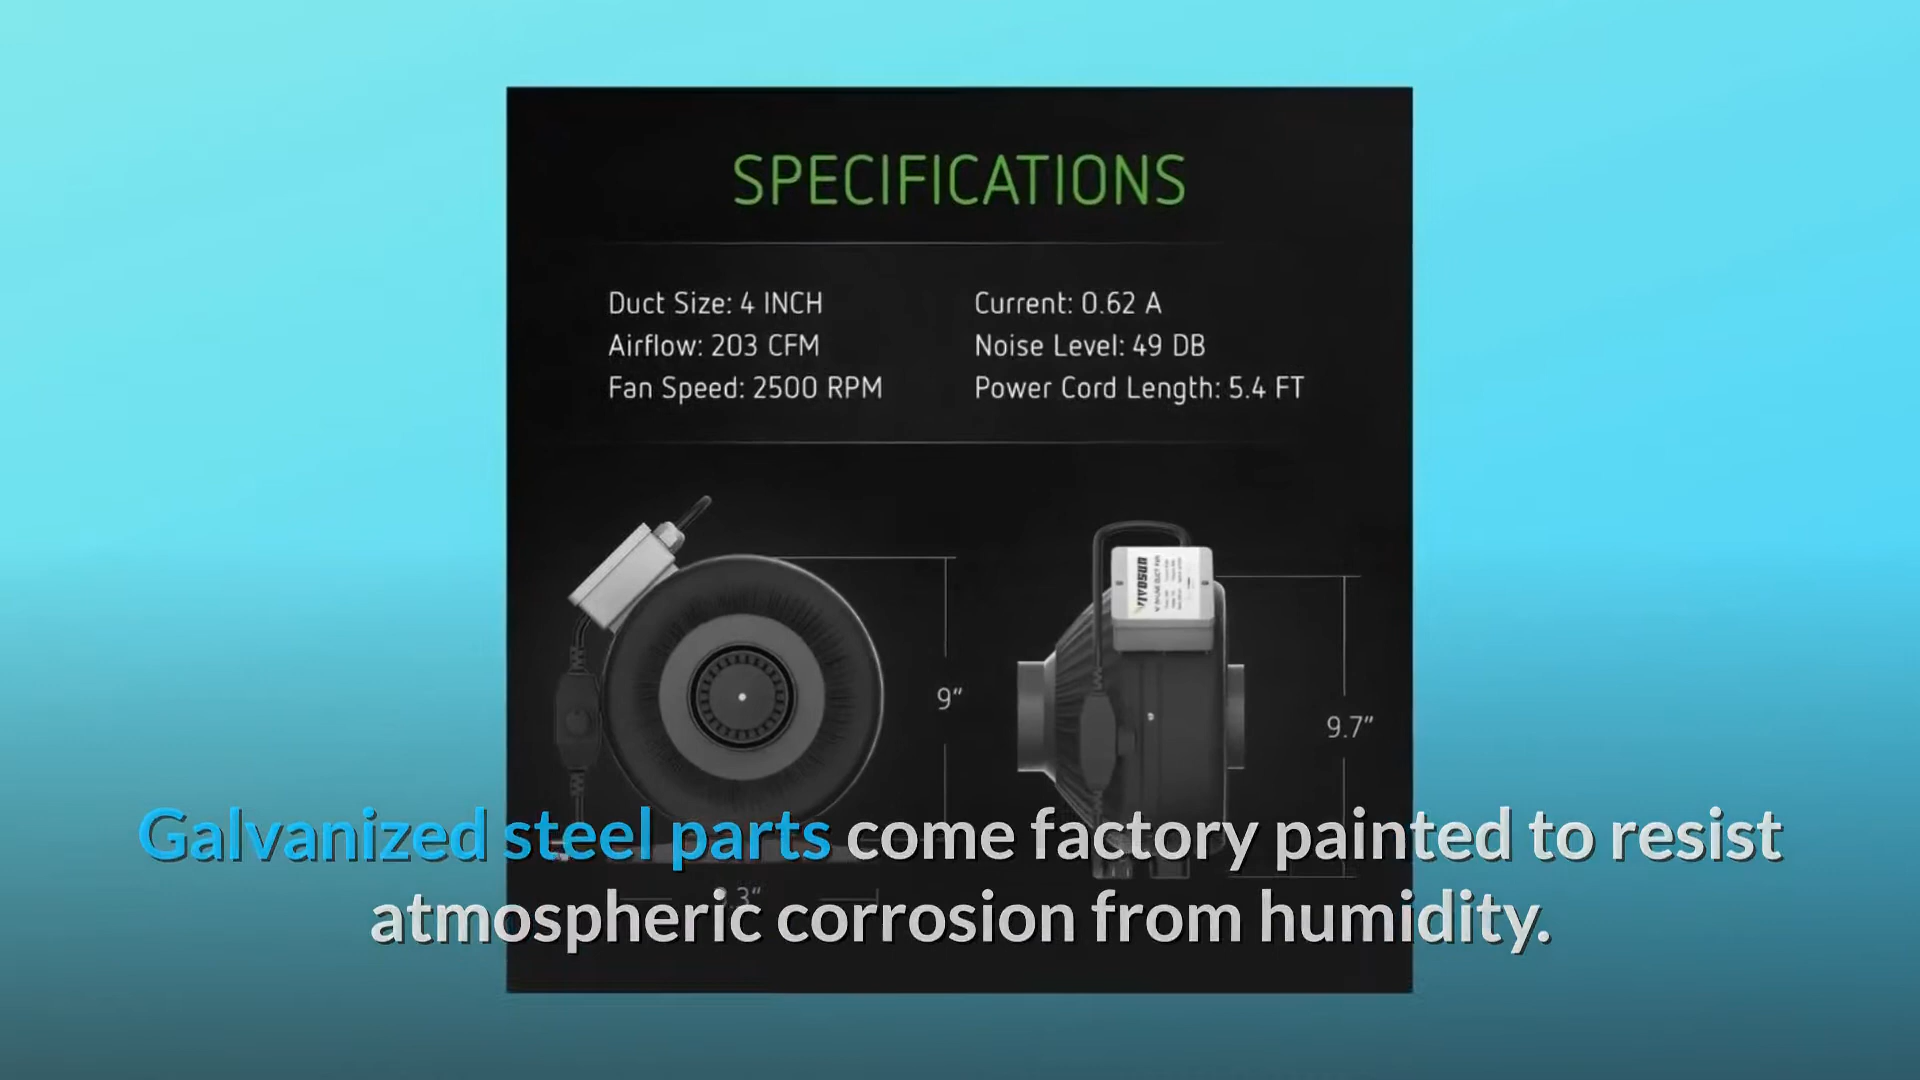 SPECIFICATIONS
Duct Size: 4 INCH
Airflow: 203 CFM
Fan Speed: 2500 RPM
Current: 0.62 A
Noise Level: 49 DB
Power Cord Length: 5.4 FT
VIVOSUN
9"
9.7"
Galvanized steel parts come factory painted to resist
atmospheric corrosion from humidity.